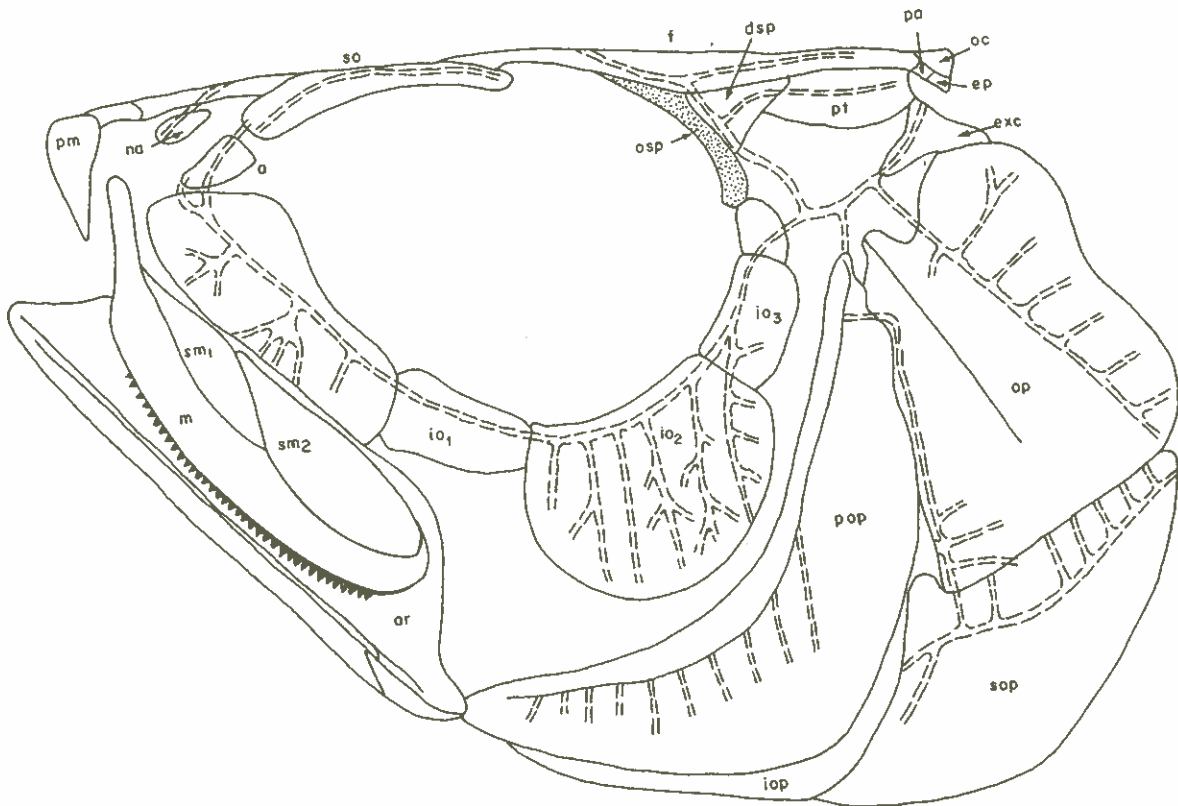 pa
f
dsp
oc
so
ep
pt
pm
na
exc
osp
a
io3
sm1
op
m
sm2
io1
io2
pop
ar
sop
iop